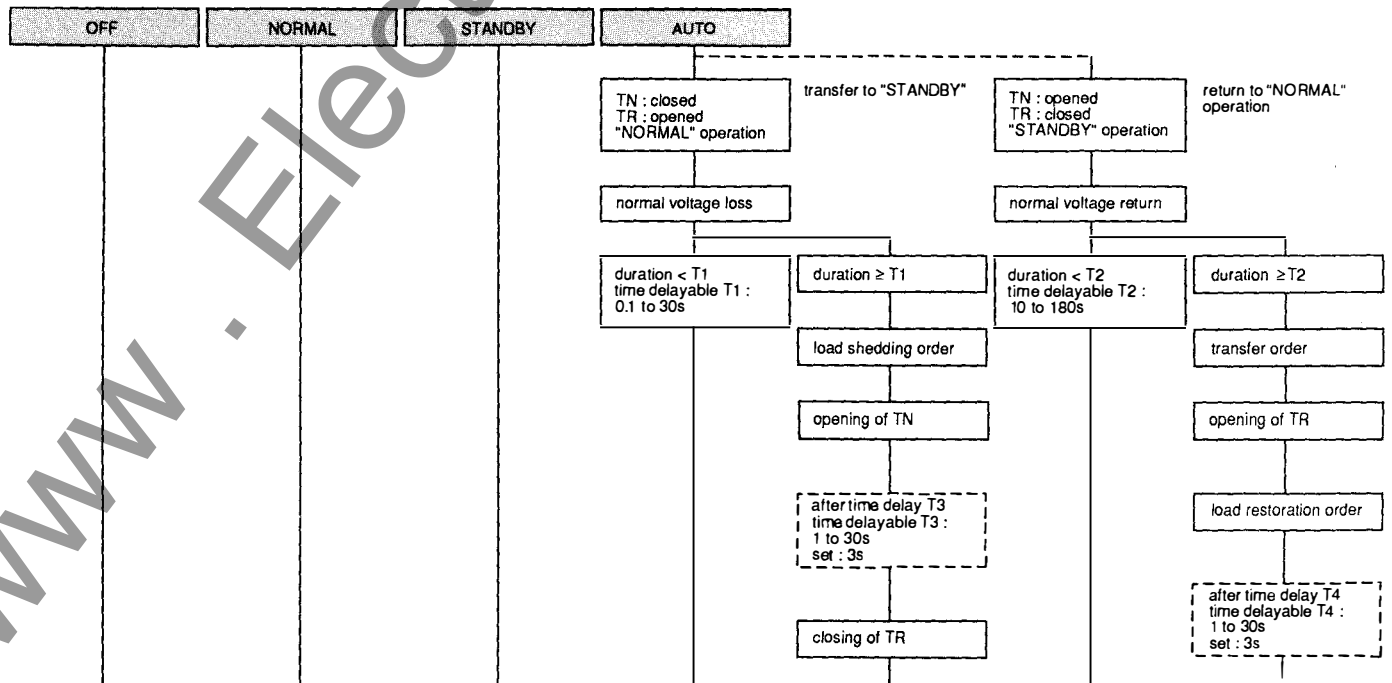 OFF
NORMAL
STANDBY
AUTO
TN : closed
TR : opened
"NORMAL" operation
transfer to "STANDBY"
TN : opened
TR : closed
"STANDBY" operation
return to "NORMAL"
operation
normal voltage loss
normal voltage return
duration < T1
time delayable T1 :
0.1 to 30s
duration ≥ T1
duration < T2
time delayable T2 :
10 to 180s
duration ≥T2
load shedding order
transfer order
opening of TN
opening of TR
after time delay T3
time delayable T3 :
1 to 30s
set : 3s
load restoration order
closing of TR
after time delay T4
time delayable T4 :
1 to 30s
set : 3s
www . Elec